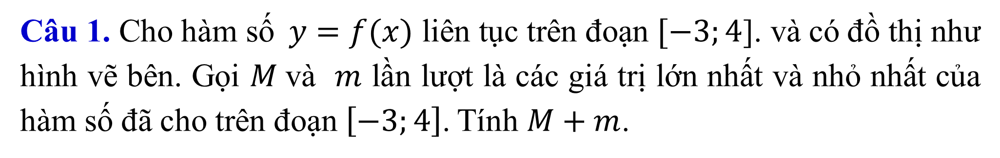 Câu 1. Cho hàm số y = f(x) liên tục trên đoạn [−3; 4]. và có đồ thị như
hình vẽ bên. Gọi M và m lần lượt là các giá trị lớn nhất và nhỏ nhất của
hàm số đã cho trên đoạn [−3; 4]. Tính M + m.